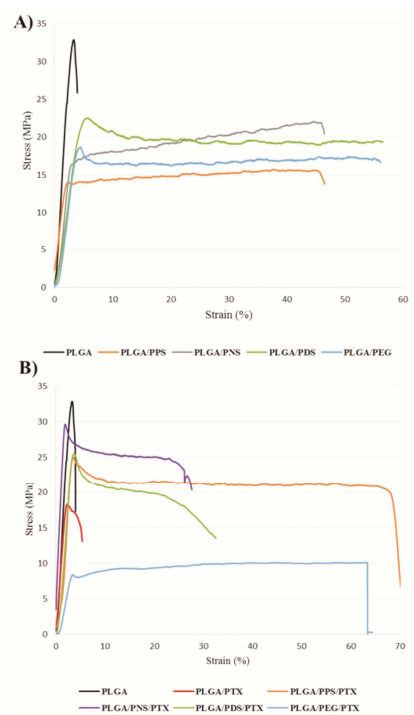 A)
35
30
25
20
15
10
5
0
Stress (MPa)
0 10 20 30 40 50 60
Strain (%)
PLGA PLGA/PPS PLGA/PNS PLGA/PDS PLGA/PEG
B)
35
30
25
20
15
10
5
0
Stress (MPa)
0 10 20 30 40 50 60 70
Strain (%)
PLGA PLGA/PTX PLGA/PPS/PTX
PLGA/PNS/PTX PLGA/PDS/PTX PLGA/PEG/PTX